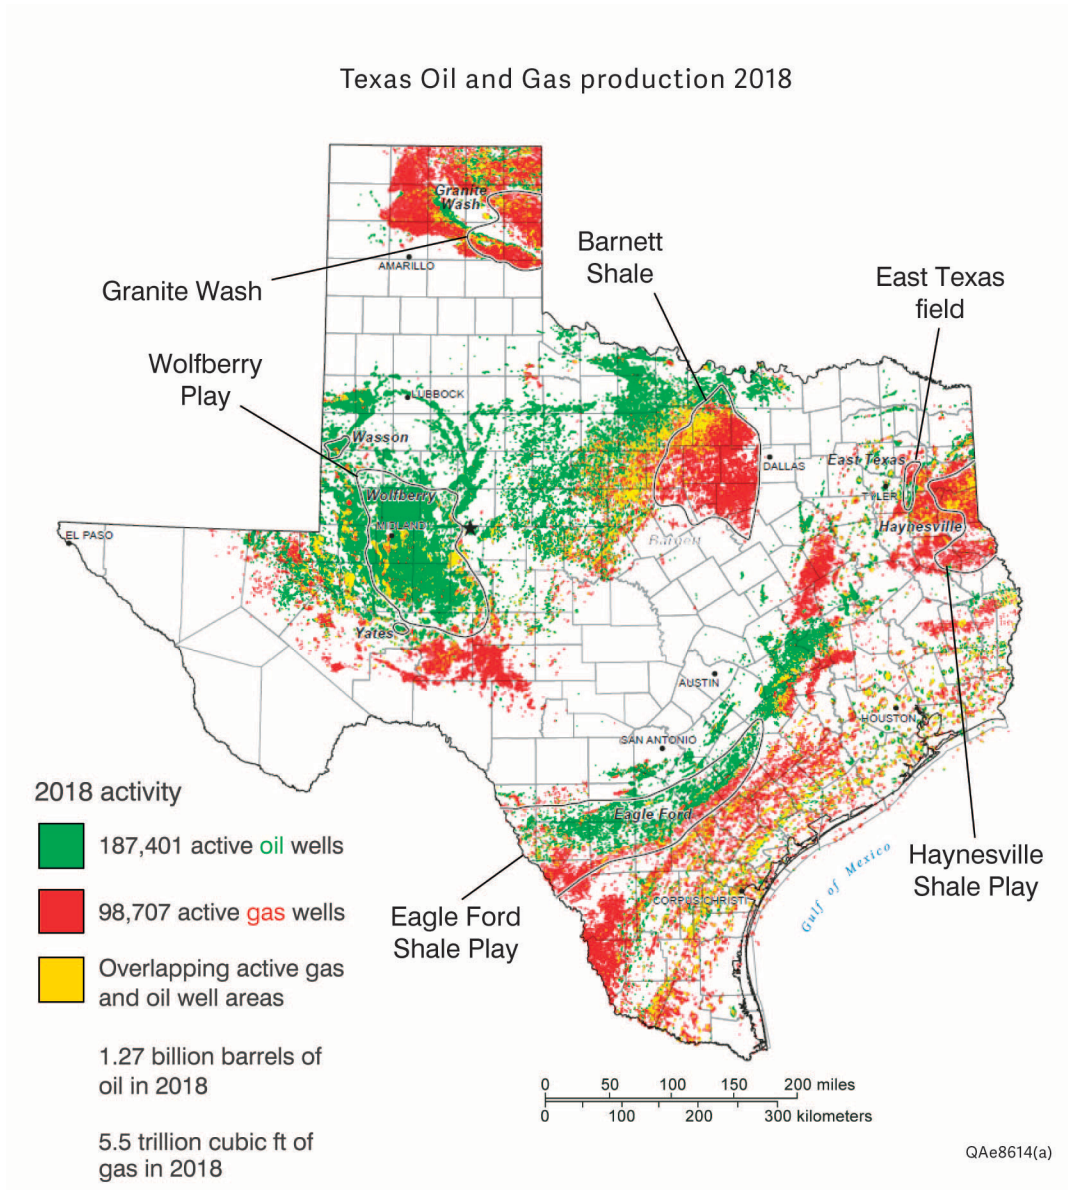 Texas Oil and Gas production 2018
Granite
Wash
Granite Wash
AMARILLO
Barnett
Shale
East Texas
field
Wolfberry
Play
LUBBOCK
Wasson
Wolfberry
MIDLAND
DALLAS
East Texas
TYLER
Haynesville
Barnett
EL PASO
Yates
AUSTIN
HOUSTON
SAN ANTONIO
Eagle Ford
CORPUS CHRISTI
Gulf of Mexico
Eagle Ford
Shale Play
Haynesville
Shale Play
2018 activity
187,401 active oil wells
98,707 active gas wells
Overlapping active gas
and oil well areas
1.27 billion barrels of
oil in 2018
5.5 trillion cubic ft of
gas in 2018
0 50 100 150 200 miles
0 100 200 300 kilometers
QAe8614(a)